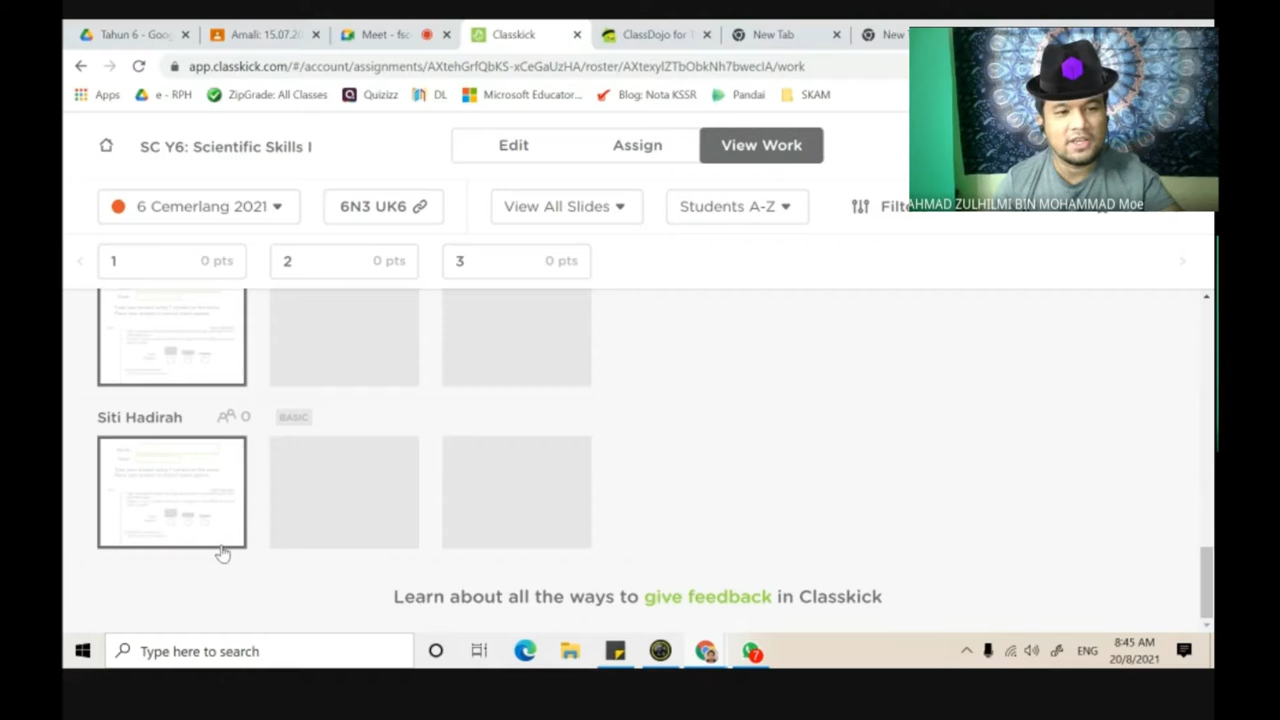 Tahun 6 - Goo
Amali: 15.07.20
Meet - fsc
Classkick
ClassDojo for T
New Tab
New
app.classkick.com/#/account/assignments/AXtehGrfQbKS-xCeGaUzHA/roster/AXtexylZTbObkNh7bwecIA/work
Apps
e - RPH
ZipGrade: All Classes
Quizizz
DL
Microsoft Educator...
Blog: Nota KSSR
Pandai
SKAM
SC Y6: Scientific Skills I
Edit
Assign
View Work
AHMAD ZULHILMI BIN MOHAMMAD Moe
6 Cemerlang 2021
6N3 UK6
View All Slides
Students A-Z
1 0 pts
2 0 pts
3 0 pts
Siti Hadirah
0
BASIC
Learn about all the ways to give feedback in Classkick
Type here to search
7
ENG
8:45 AM
20/8/2021